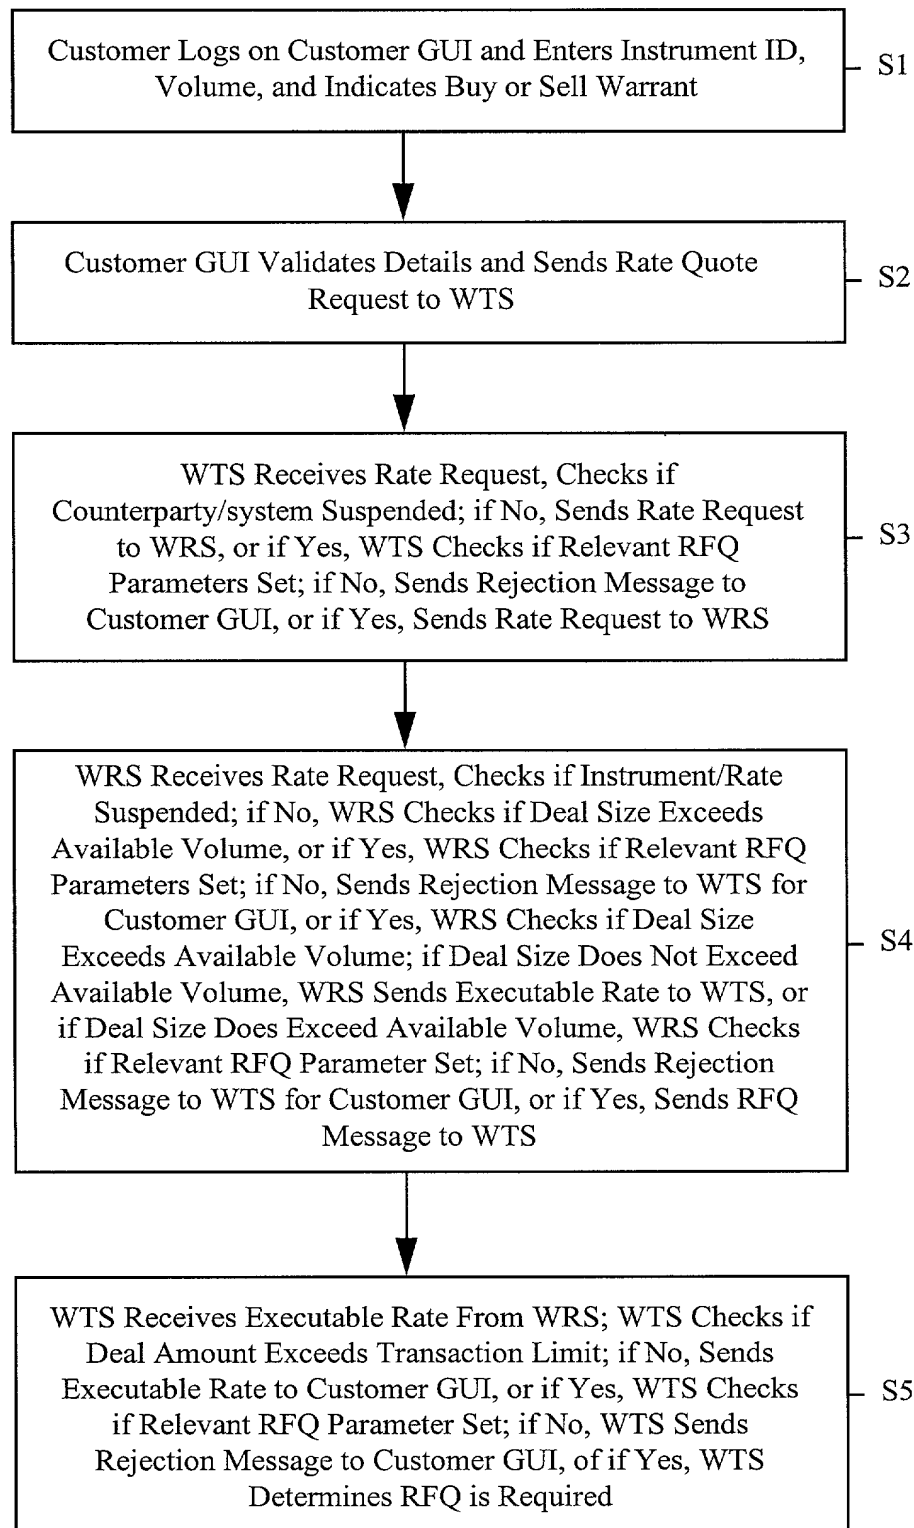 Customer Logs on Customer GUI and Enters Instrument ID,
Volume, and Indicates Buy or Sell Warrant
S1
Customer GUI Validates Details and Sends Rate Quote
Request to WTS
S2
WTS Receives Rate Request, Checks if
Counterparty/system Suspended; if No, Sends Rate Request
to WRS, or if Yes, WTS Checks if Relevant RFQ
Parameters Set; if No, Sends Rejection Message to
Customer GUI, or if Yes, Sends Rate Request to WRS
S3
WRS Receives Rate Request, Checks if Instrument/Rate
Suspended; if No, WRS Checks if Deal Size Exceeds
Available Volume, or if Yes, WRS Checks if Relevant RFQ
Parameters Set; if No, Sends Rejection Message to WTS for
Customer GUI, or if Yes, WRS Checks if Deal Size
Exceeds Available Volume; if Deal Size Does Not Exceed
Available Volume, WRS Sends Executable Rate to WTS, or
if Deal Size Does Exceed Available Volume, WRS Checks
if Relevant RFQ Parameter Set; if No, Sends Rejection
Message to WTS for Customer GUI, or if Yes, Sends RFQ
Message to WTS
S4
WTS Receives Executable Rate From WRS; WTS Checks if
Deal Amount Exceeds Transaction Limit; if No, Sends
Executable Rate to Customer GUI, or if Yes, WTS Checks
if Relevant RFQ Parameter Set; if No, WTS Sends
Rejection Message to Customer GUI, of if Yes, WTS
Determines RFQ is Required
S5